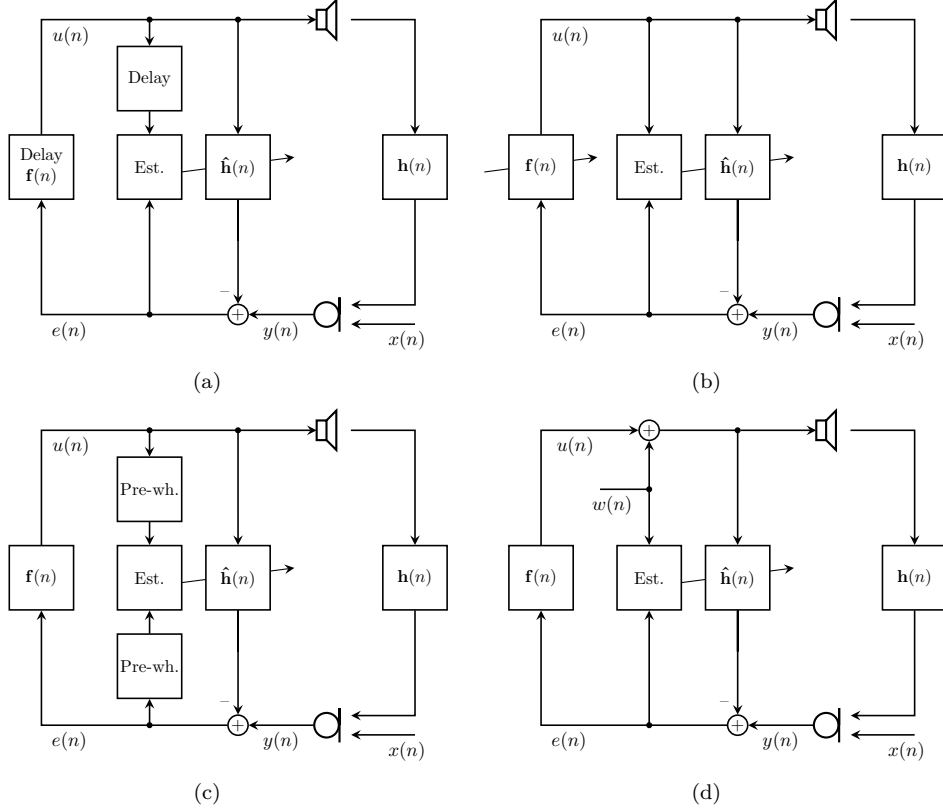 u(n)
Delay
Delay
f(n)
Est.
ĥ(n)
h(n)
−
e(n)
+
y(n)
x(n)
(a)
u(n)
f(n)
Est.
ĥ(n)
h(n)
−
e(n)
+
y(n)
x(n)
(b)
u(n)
Pre-wh.
f(n)
Est.
ĥ(n)
h(n)
Pre-wh.
−
e(n)
+
y(n)
x(n)
(c)
u(n)
+
w(n)
f(n)
Est.
ĥ(n)
h(n)
−
e(n)
+
y(n)
x(n)
(d)